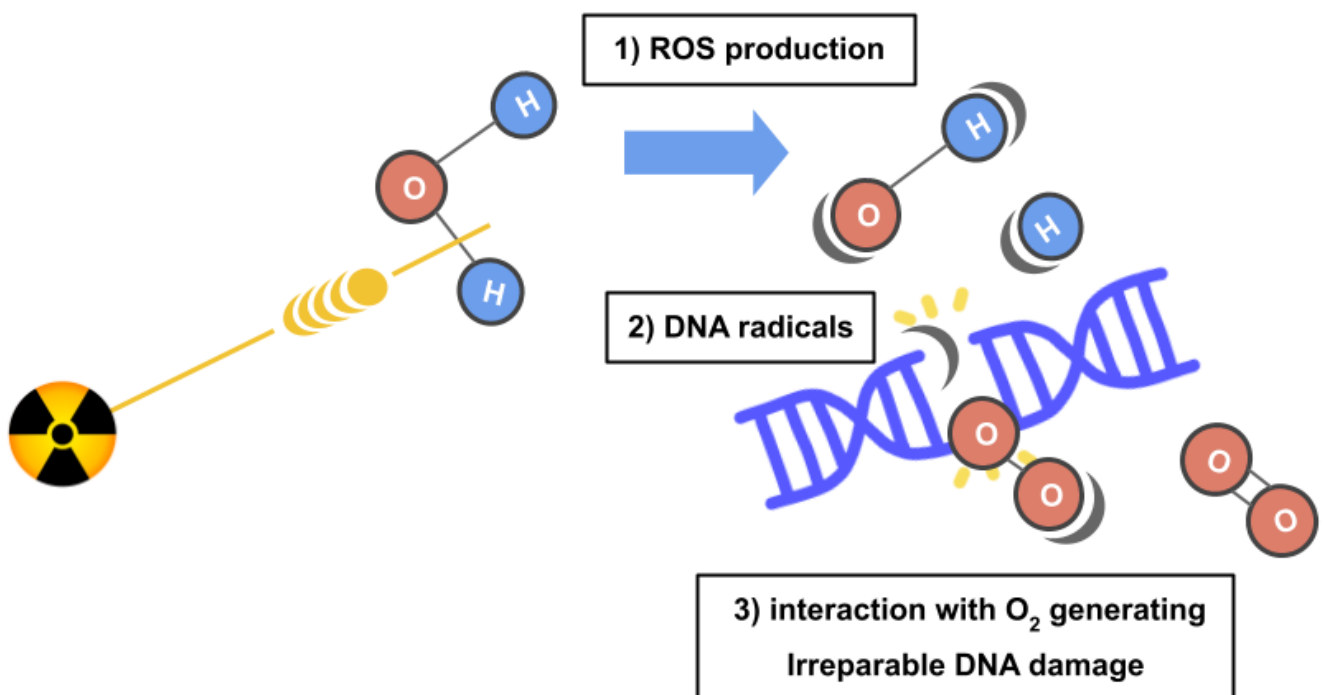 1) ROS production
H
O
H
H
O
H
2) DNA radicals
O
O
O
O
3) interaction with O₂ generating
Irreparable DNA damage